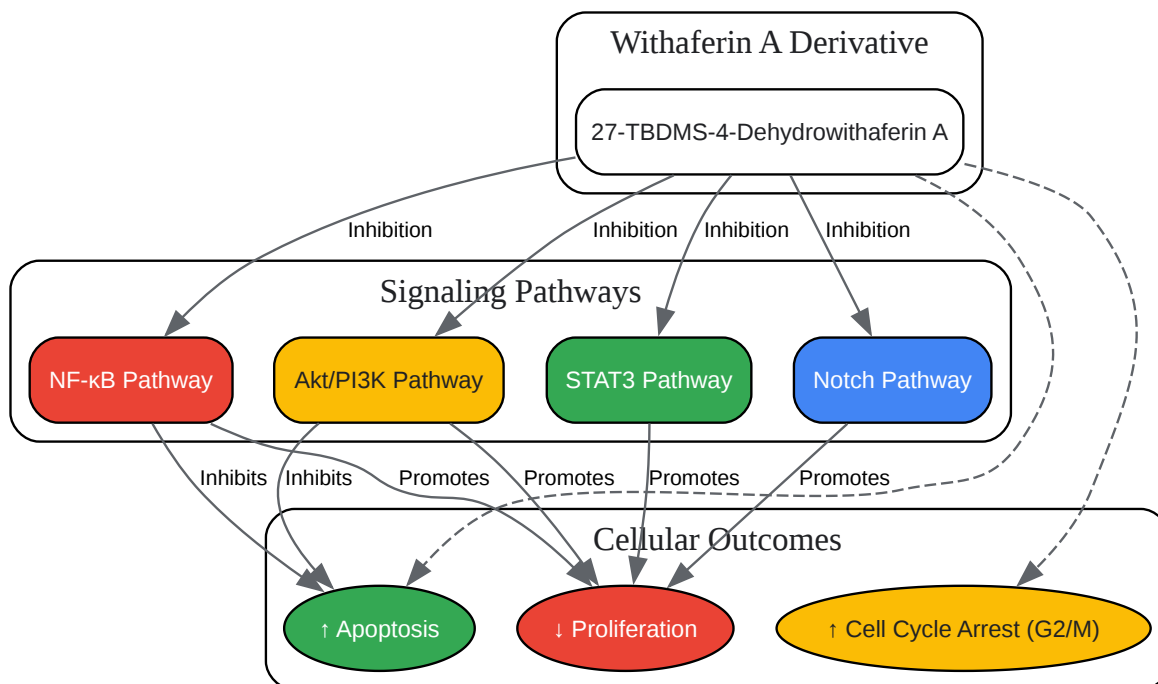 Withaferin A Derivative
27-TBDMS-4-Dehydrowithaferin A
Inhibition
Inhibition
Inhibition
Inhibition
Signaling Pathways
NF-κB Pathway
Akt/PI3K Pathway
STAT3 Pathway
Notch Pathway
Inhibits
Inhibits
Promotes
Promotes
Promotes
Promotes
Cellular Outcomes
↑ Apoptosis
↓ Proliferation
↑ Cell Cycle Arrest (G2/M)